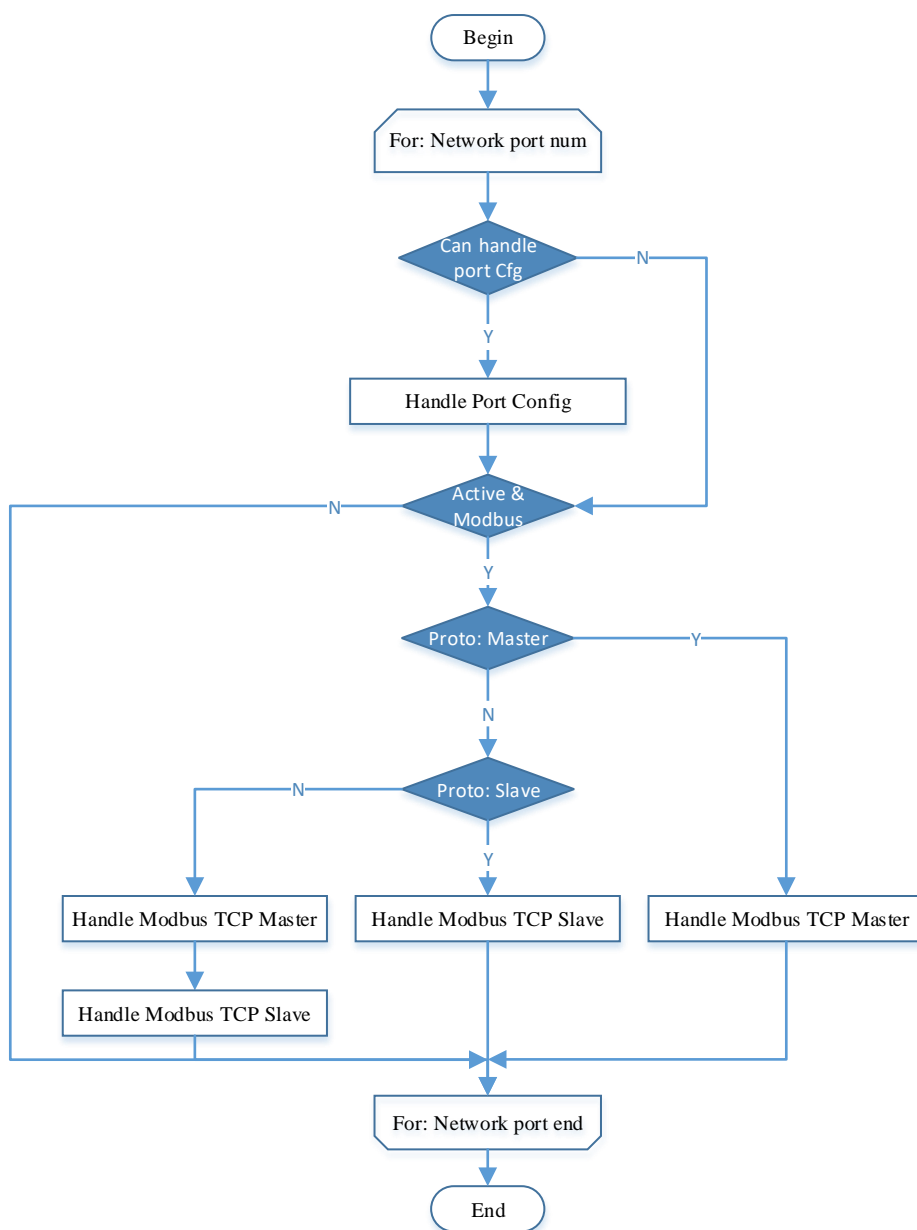 Begin
For: Network port num
Can handle
port Cfg
N
Y
Handle Port Config
Active &
Modbus
N
Y
Proto: Master
Y
N
Proto: Slave
N
Y
Handle Modbus TCP Master
Handle Modbus TCP Slave
Handle Modbus TCP Master
Handle Modbus TCP Slave
For: Network port end
End